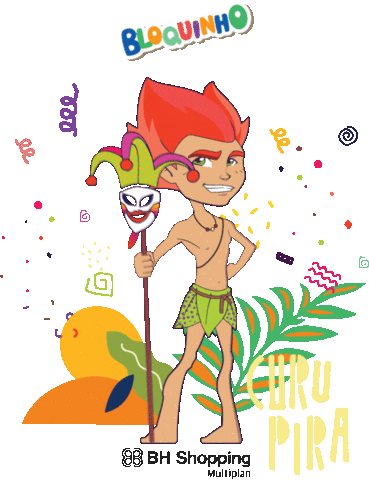 BLOQUINHO
CURU
PIRA
BH Shopping
Multiplan